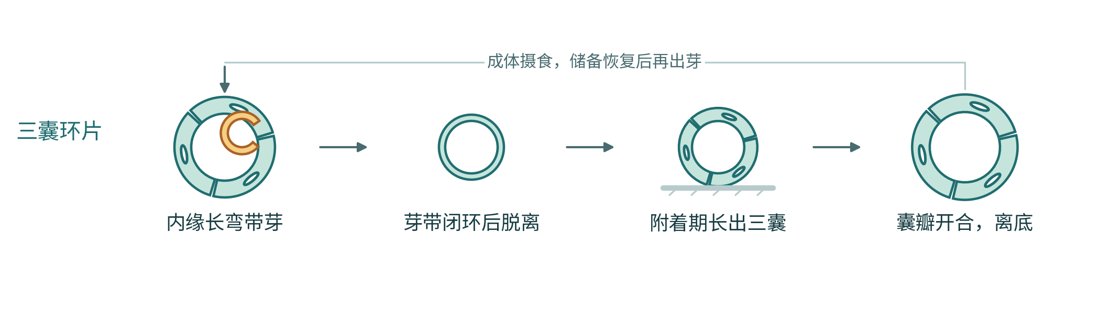 成体摄食，储备恢复后再出芽
三囊环片
内缘长弯带芽
芽带闭环后脱离
附着期长出三囊
囊瓣开合，离底